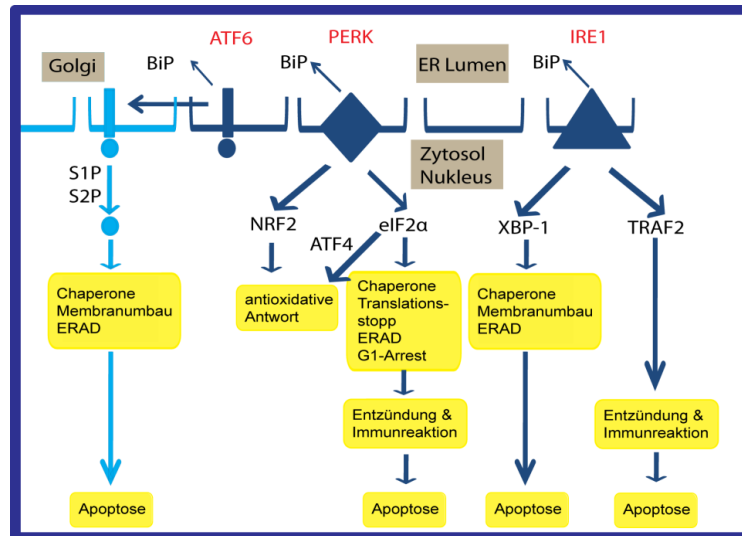 ATF6
PERK
IRE1
Golgi
BiP
BiP
ER Lumen
BiP
Zytosol
Nukleus
S1P
S2P
NRF2
ATF4
eIF2α
XBP-1
TRAF2
Chaperone
Membranumbau
ERAD
antioxidative
Antwort
Chaperone
Translations-
stopp
ERAD
G1-Arrest
Chaperone
Membranumbau
ERAD
Entzündung &
Immunreaktion
Entzündung &
Immunreaktion
Apoptose
Apoptose
Apoptose
Apoptose